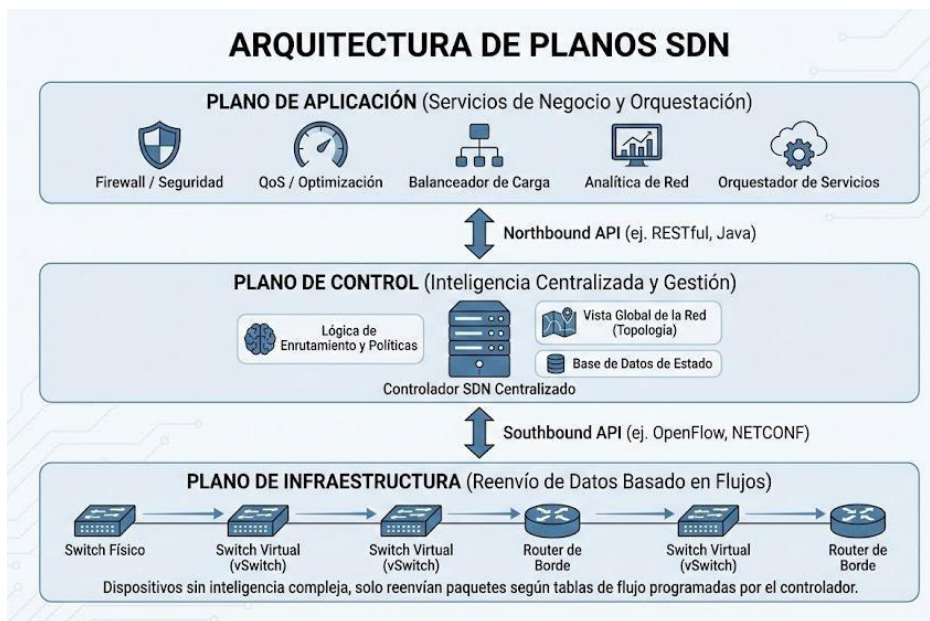 ARQUITECTURA DE PLANOS SDN
PLANO DE APLICACIÓN (Servicios de Negocio y Orquestación)
Firewall / Seguridad
QoS / Optimización
Balanceador de Carga
Analítica de Red
Orquestador de Servicios
Northbound API (ej. RESTful, Java)
PLANO DE CONTROL (Inteligencia Centralizada y Gestión)
Lógica de
Enrutamiento y Políticas
Vista Global de la Red
(Topología)
Base de Datos de Estado
Controlador SDN Centralizado
Southbound API (ej. OpenFlow, NETCONF)
PLANO DE INFRAESTRUCTURA (Reenvío de Datos Basado en Flujos)
Switch Físico
Switch Virtual
(vSwitch)
Switch Virtual
(vSwitch)
Router de
Borde
Switch Virtual
(vSwitch)
Router de
Borde
Dispositivos sin inteligencia compleja, solo reenvían paquetes según tablas de flujo programadas por el controlador.